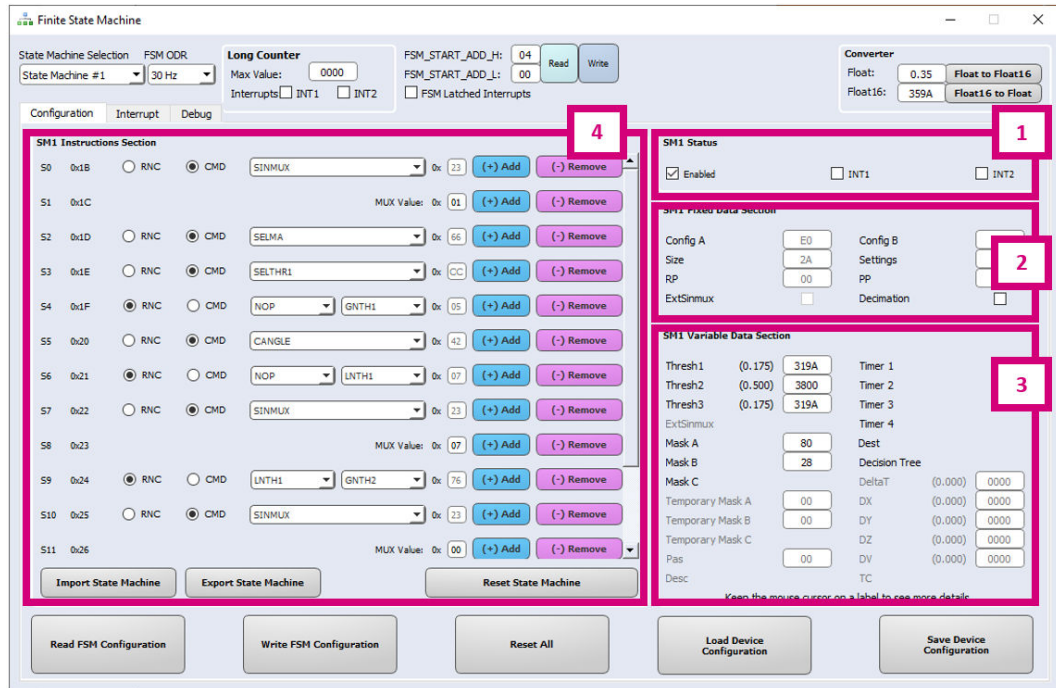 Finite State Machine
State Machine Selection FSM ODR
State Machine #1 30 Hz
Long Counter
Max Value: 0000
Interrupts INT1 INT2
FSM_START_ADD_H: 04
FSM_START_ADD_L: 00
Read Write
FSM Latched Interrupts
Converter
Float: 0.35 Float to Float16
Float16: 359A Float16 to Float
Configuration Interrupt Debug
4
SM1 Instructions Section
S0 0x1B RNC CMD SINMUX 0x 23 (+) Add (-) Remove
S1 0x1C MUX Value: 0x 01 (+) Add (-) Remove
S2 0x1D RNC CMD SELMA 0x 66 (+) Add (-) Remove
S3 0x1E RNC CMD SELTHR1 0x CC (+) Add (-) Remove
S4 0x1F RNC CMD NOP GNTH1 0x 05 (+) Add (-) Remove
S5 0x20 RNC CMD CANGLE 0x 42 (+) Add (-) Remove
S6 0x21 RNC CMD NOP LNTH1 0x 07 (+) Add (-) Remove
S7 0x22 RNC CMD SINMUX 0x 23 (+) Add (-) Remove
S8 0x23 MUX Value: 0x 07 (+) Add (-) Remove
S9 0x24 RNC CMD LNTH1 GNTH2 0x 76 (+) Add (-) Remove
S10 0x25 RNC CMD SINMUX 0x 23 (+) Add (-) Remove
S11 0x26 MUX Value: 0x 00 (+) Add (-) Remove
Import State Machine Export State Machine Reset State Machine
1
SM1 Status
Enabled INT1 INT2
SM1 Fixed Data Section
2
Config A E0 Config B
Size 2A Settings
RP 00 PP
ExtSinmux Decimation
SM1 Variable Data Section
3
Thresh1 (0.175) 319A Timer 1
Thresh2 (0.500) 3800 Timer 2
Thresh3 (0.175) 319A Timer 3
ExtSinmux Timer 4
Mask A 80 Dest
Mask B 28 Decision Tree
Mask C DeltaT (0.000) 0000
Temporary Mask A 00 DX (0.000) 0000
Temporary Mask B 00 DY (0.000) 0000
Temporary Mask C DZ (0.000) 0000
Pas 00 DV (0.000) 0000
Desc TC
Keep the mouse cursor on a label to see more details
Read FSM Configuration Write FSM Configuration Reset All Load Device Configuration Save Device Configuration